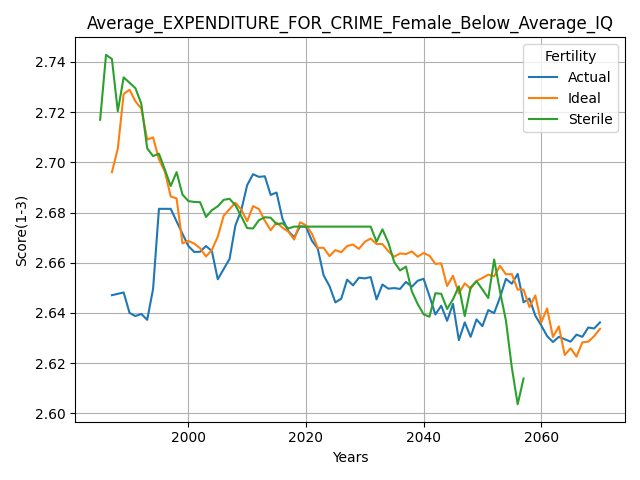 Average_EXPENDITURE_FOR_CRIME_Female_Below_Average_IQ
Fertility
Actual
Ideal
Sterile
Score(1-3)
2.74
2.72
2.70
2.68
2.66
2.64
2.62
2.60
2000 2020 2040 2060
Years